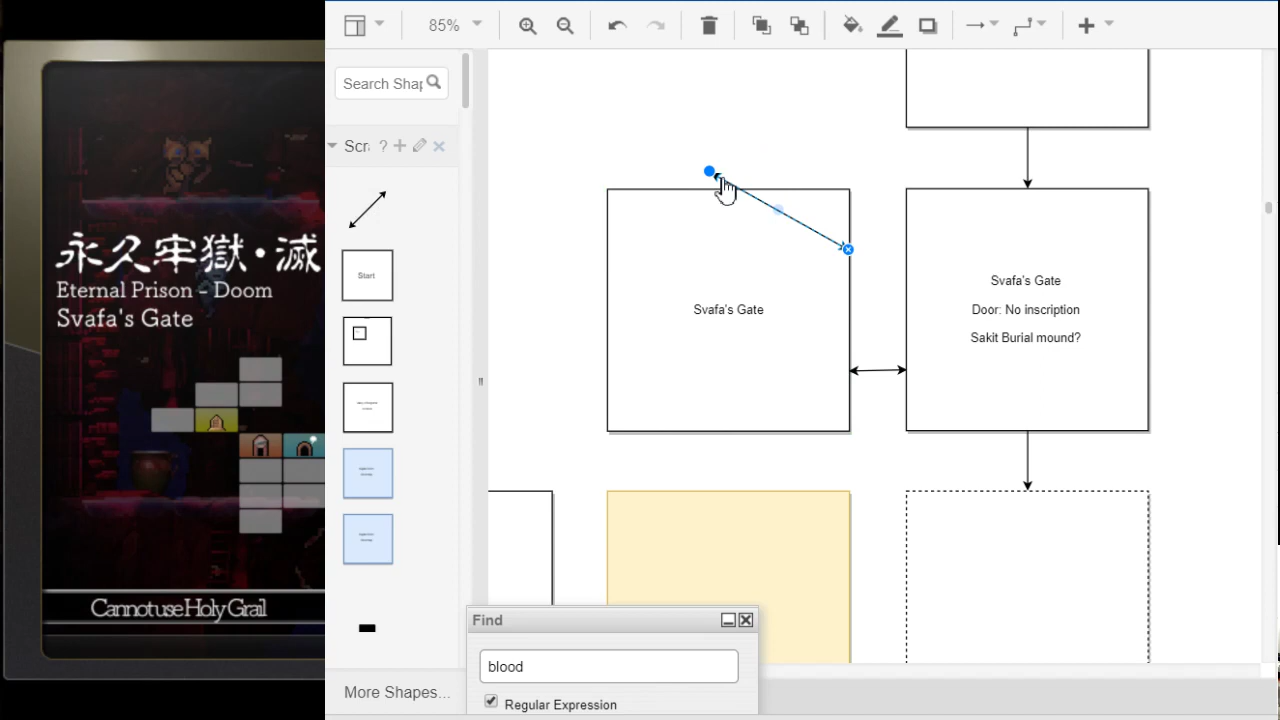 永久牢獄・滅
Eternal Prison - Doom
Svafa's Gate
Cannot use Holy Grail
85%
Search Shap
Scra ?
Start
More Shapes...
Svafa's Gate
Svafa's Gate
Door: No inscription
Sakit Burial mound?
Find
blood
Regular Expression